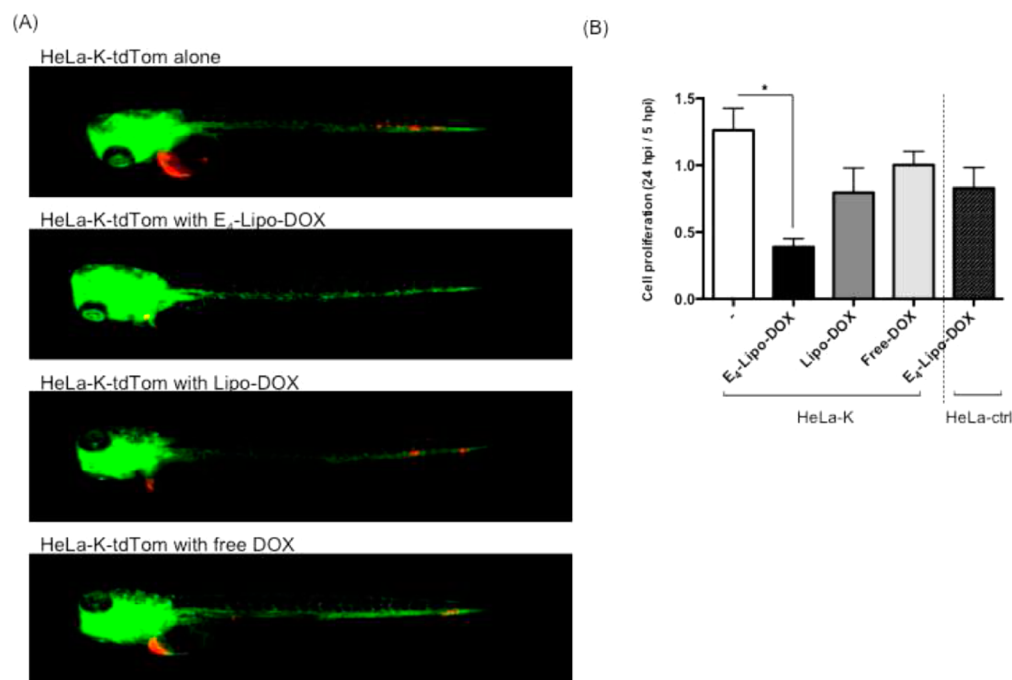 (A)
HeLa-K-tdTom alone
HeLa-K-tdTom with E₄-Lipo-DOX
HeLa-K-tdTom with Lipo-DOX
HeLa-K-tdTom with free DOX
(B)
Cell proliferation (24 hpi / 5 hpi)
1.5
1.0
0.5
0.0
*
-
E₄-Lipo-DOX
Lipo-DOX
Free-DOX
E₄-Lipo-DOX
HeLa-K
HeLa-ctrl